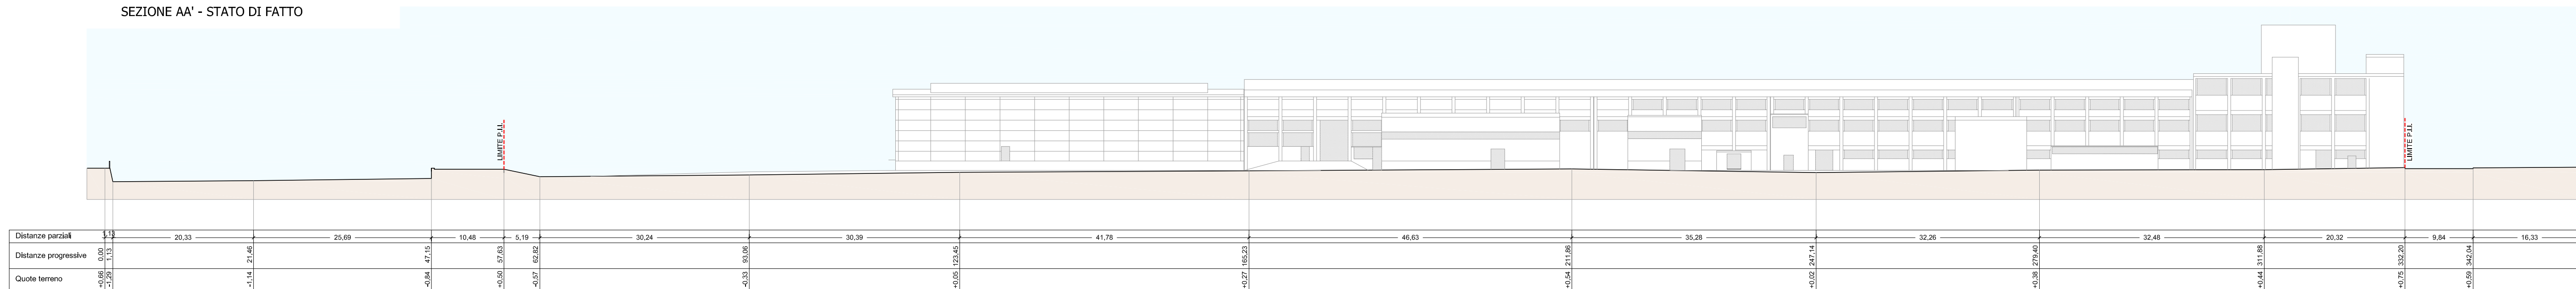 SEZIONE AA' - STATO DI FATTO
LIMITE P.I.I.
LIMITE P.I.I.
Distanze parziali 1,13 20,33 25,69 10,48 5,19 30,24 30,39 41,78 46,63 35,28 32,26 32,48 20,32 9,84 16,33
Distanze progressive 0,00 1,13 21,46 47,15 57,63 62,82 93,06 123,45 165,23 211,86 247,14 279,40 311,88 332,20 342,04
Quote terreno +0,66 -1,29 -1,14 -0,84 +0,50 -0,57 -0,33 +0,05 +0,27 +0,54 +0,02 +0,38 +0,44 +0,75 +0,59